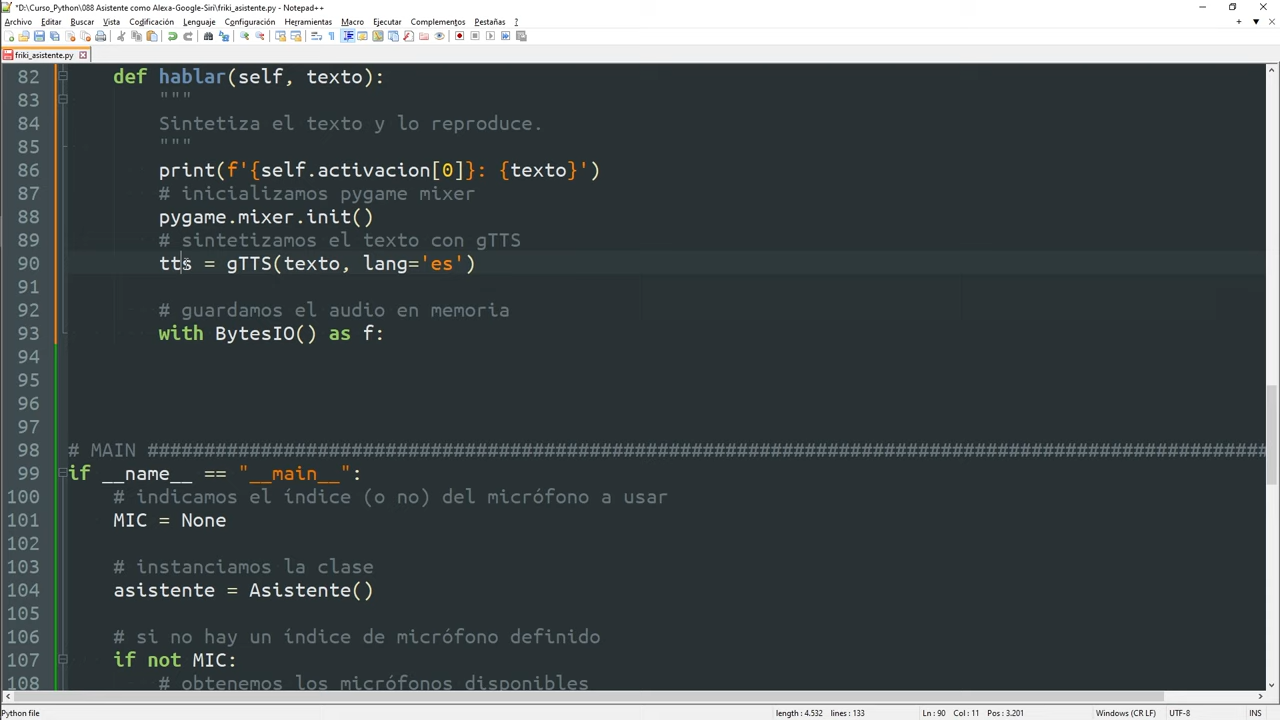 *D:\Curso_Python\088 Asistente como Alexa-Google-Siri\friki_asistente.py - Notepad++
Archivo Editar Buscar Vista Codificación Lenguaje Configuración Herramientas Macro Ejecutar Complementos Pestañas ?
friki_asistente.py
82 def hablar(self, texto):
83 """
84 Sintetiza el texto y lo reproduce.
85 """
86 print(f'{self.activacion[0]}: {texto}')
87 # inicializamos pygame mixer
88 pygame.mixer.init()
89 # sintetizamos el texto con gTTS
90 tts = gTTS(texto, lang='es')
91
92 # guardamos el audio en memoria
93 with BytesIO() as f:
94
95
96
97
98 # MAIN ####################################################################################################
99 if __name__ == "__main__":
100 # indicamos el índice (o no) del micrófono a usar
101 MIC = None
102
103 # instanciamos la clase
104 asistente = Asistente()
105
106 # si no hay un índice de micrófono definido
107 if not MIC:
108 # obtenemos los micrófonos disponibles
Python file length : 4.532 lines : 133 Ln : 90 Col : 11 Pos : 3.201 Windows (CR LF) UTF-8 INS